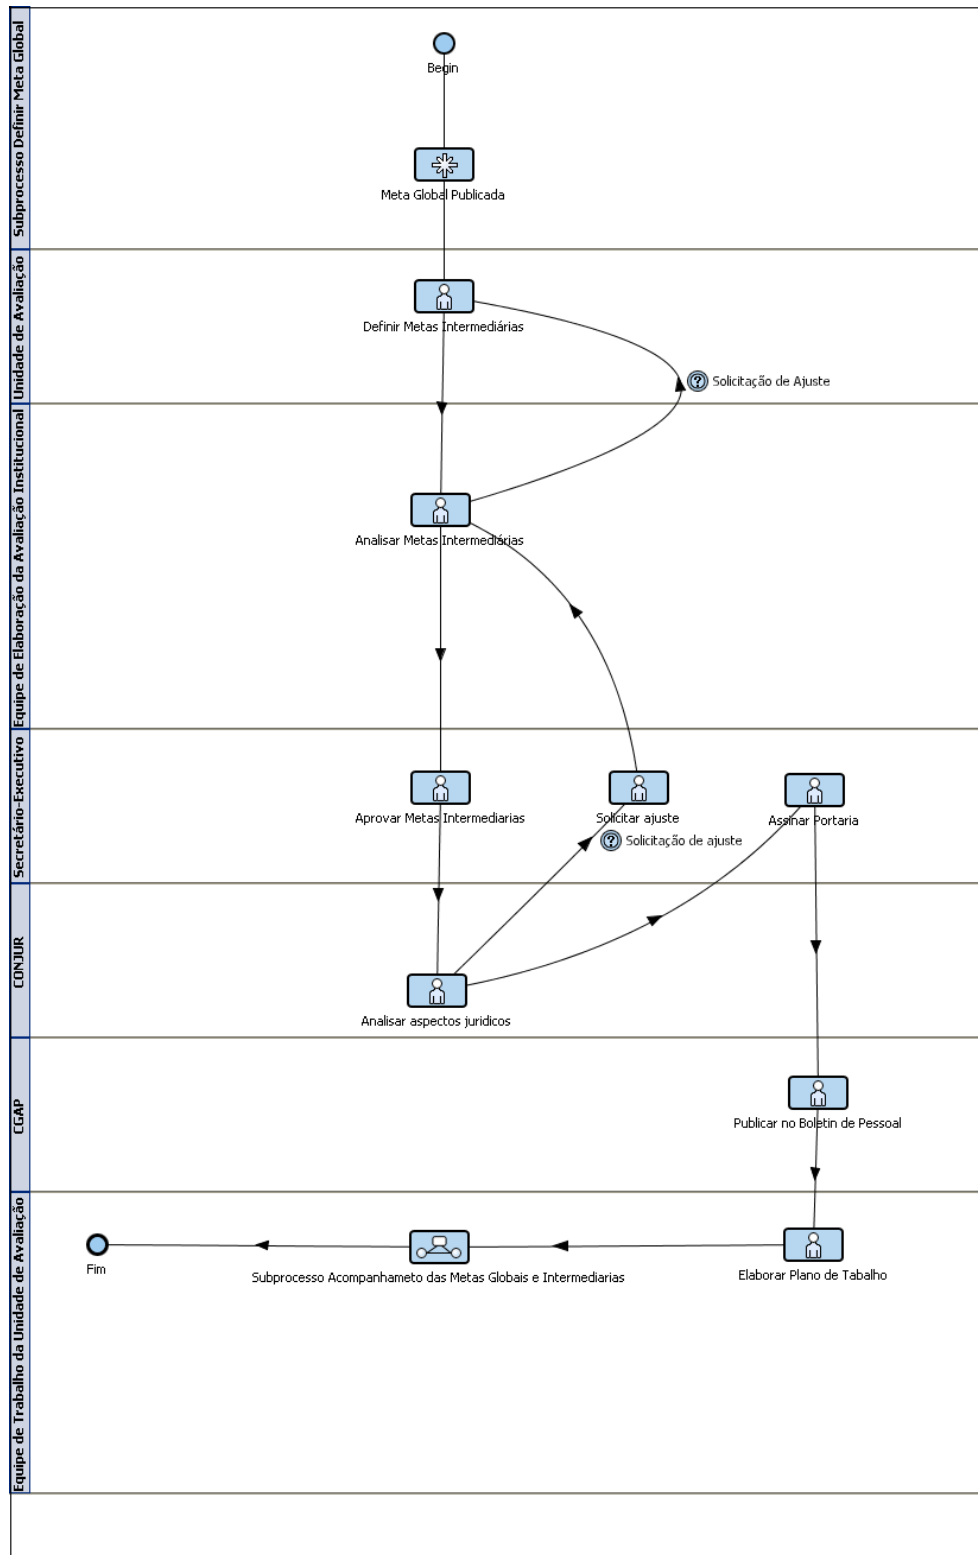 Subprocesso Definir Meta Global
Begin
Meta Global Publicada
Unidade de Avaliação
Definir Metas Intermediárias
Solicitação de Ajuste
Equipe de Elaboração da Avaliação Institucional
Analisar Metas Intermediárias
Secretário-Executivo
Aprovar Metas Intermediarias
Solicitar ajuste
Assinar Portaria
Solicitação de ajuste
CONJUR
Analisar aspectos juridicos
CGAP
Publicar no Boletin de Pessoal
Equipe de Trabalho da Unidade de Avaliação
Fim
Subprocesso Acompanhameto das Metas Globais e Intermediarias
Elaborar Plano de Tabalho